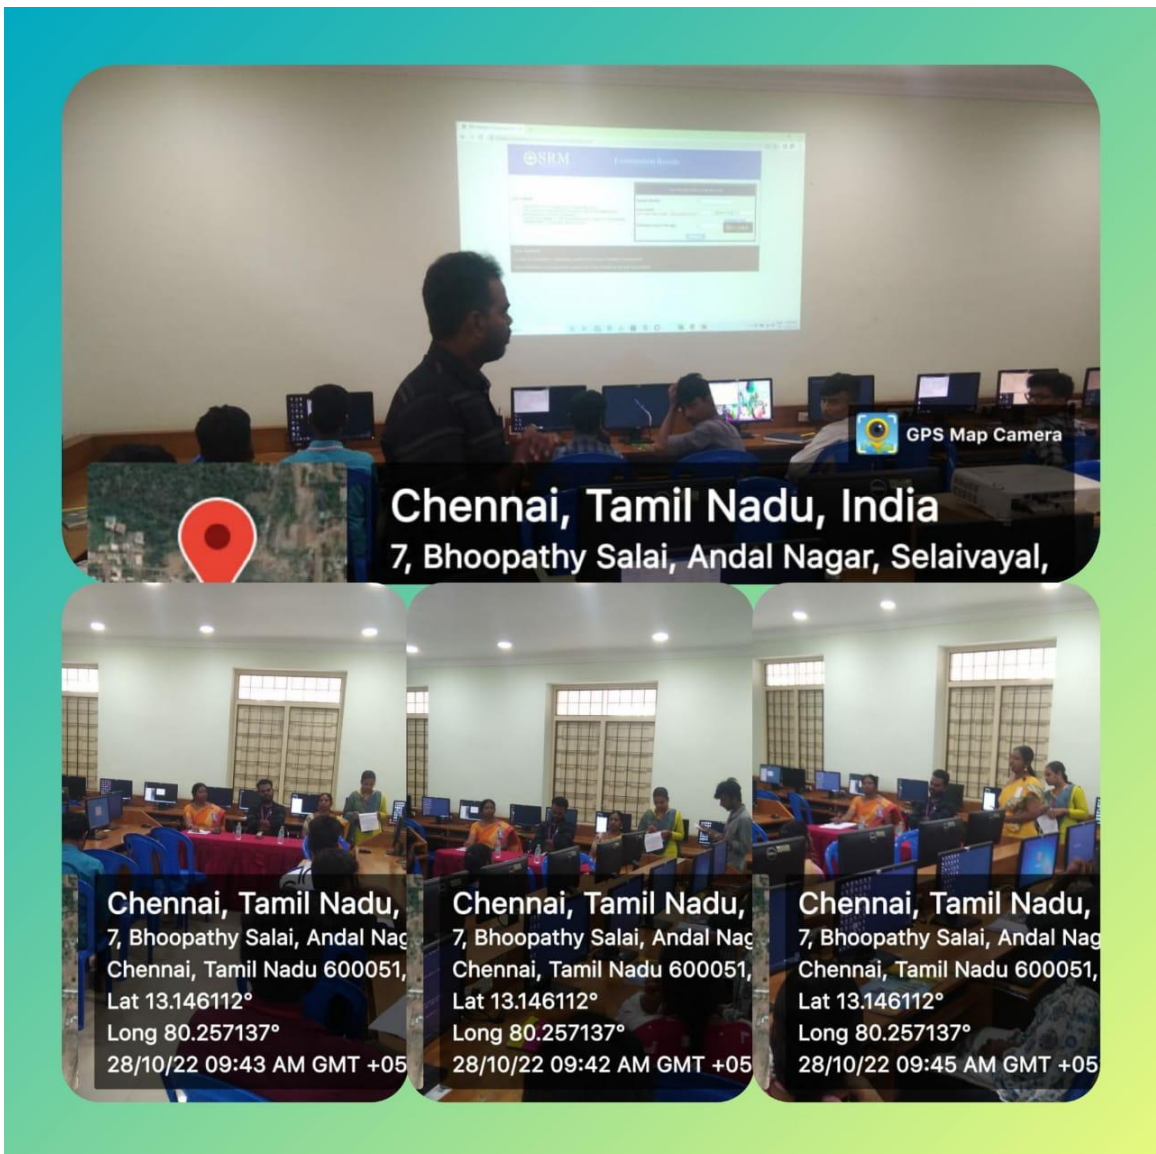 SRM
Examination Results
GPS Map Camera
Chennai, Tamil Nadu, India
7, Bhoopathy Salai, Andal Nagar, Selaivayal,
Chennai, Tamil Nadu,
7, Bhoopathy Salai, Andal Nag
Chennai, Tamil Nadu 600051,
Lat 13.146112°
Long 80.257137°
28/10/22 09:43 AM GMT +05
Chennai, Tamil Nadu,
7, Bhoopathy Salai, Andal Nag
Chennai, Tamil Nadu 600051,
Lat 13.146112°
Long 80.257137°
28/10/22 09:42 AM GMT +05
Chennai, Tamil Nadu,
7, Bhoopathy Salai, Andal Nag
Chennai, Tamil Nadu 600051,
Lat 13.146112°
Long 80.257137°
28/10/22 09:45 AM GMT +05